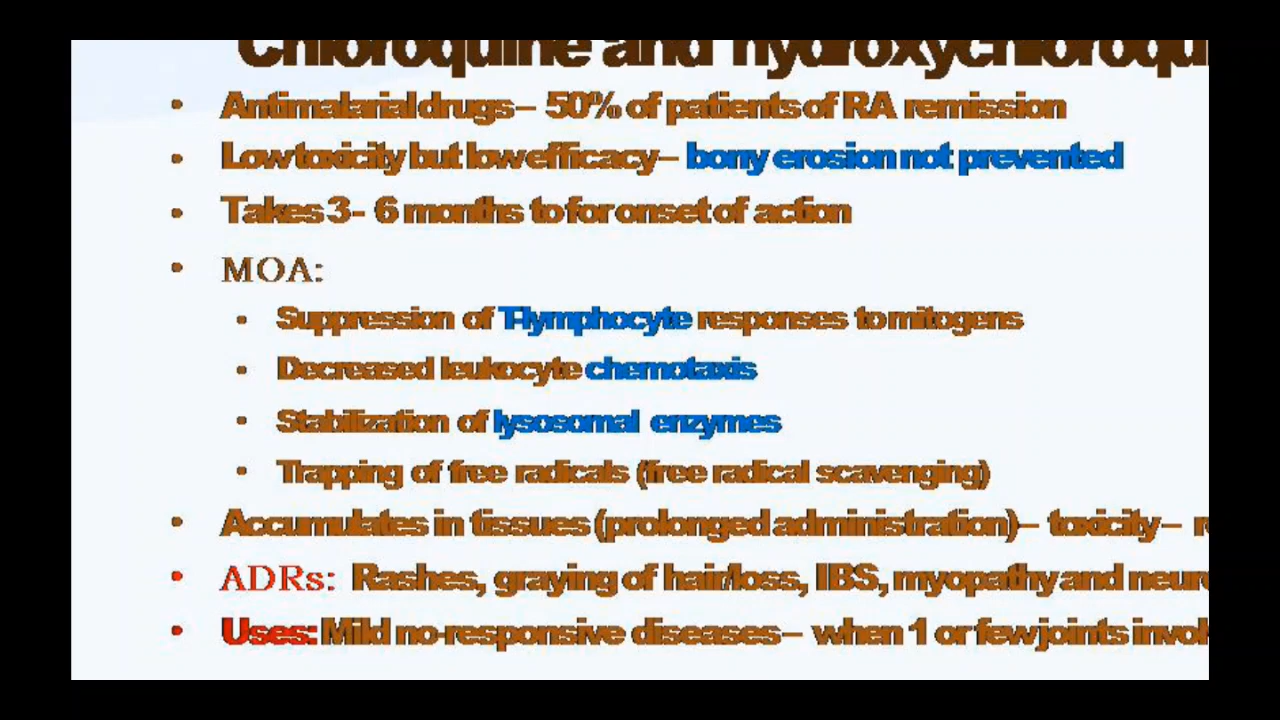 Chloroquine and hydroxychloroqui
• Antimalarial drugs – 50% of patients of RA remission
• Low toxicity but low efficacy – bony erosion not prevented
• Takes 3 - 6 months to for onset of action
• MOA:
• Suppression of T-lymphocyte responses to mitogens
• Decreased leukocyte chemotaxis
• Stabilization of lysosomal enzymes
• Trapping of free radicals (free radical scavenging)
• Accumulates in tissues (prolonged administration) – toxicity –
• ADRs: Rashes, graying of hair/loss, IBS, myopathy and neur
• Uses: Mild no-responsive diseases – when 1 or few joints invol